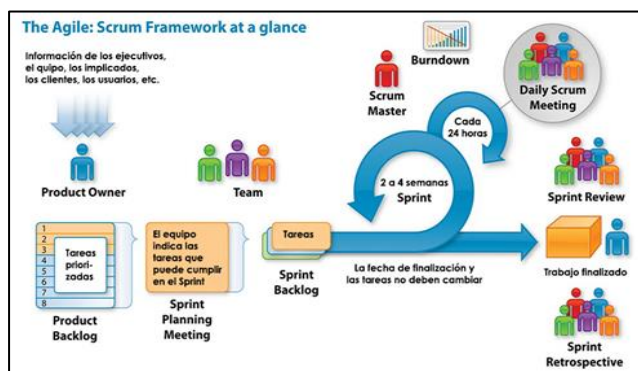 The Agile: Scrum Framework at a glance
Información de los ejecutivos,
el quipo, los implicados,
los clientes, los usuarios, etc.
Product Owner
Team
Scrum
Master
Burndown
Cada
24 horas
Daily Scrum
Meeting
2 a 4 semanas
Sprint
Sprint Review
1
2
3
4
5
6
7
8
Tareas
priori-
zadas
Product
Backlog
El equipo
indica las
tareas que
puede cumplir
en el Sprint
Sprint
Planning
Meeting
Tareas
Sprint
Backlog
La fecha de finalización y
las tareas no deben cambiar
Trabajo finalizado
Sprint
Retrospective